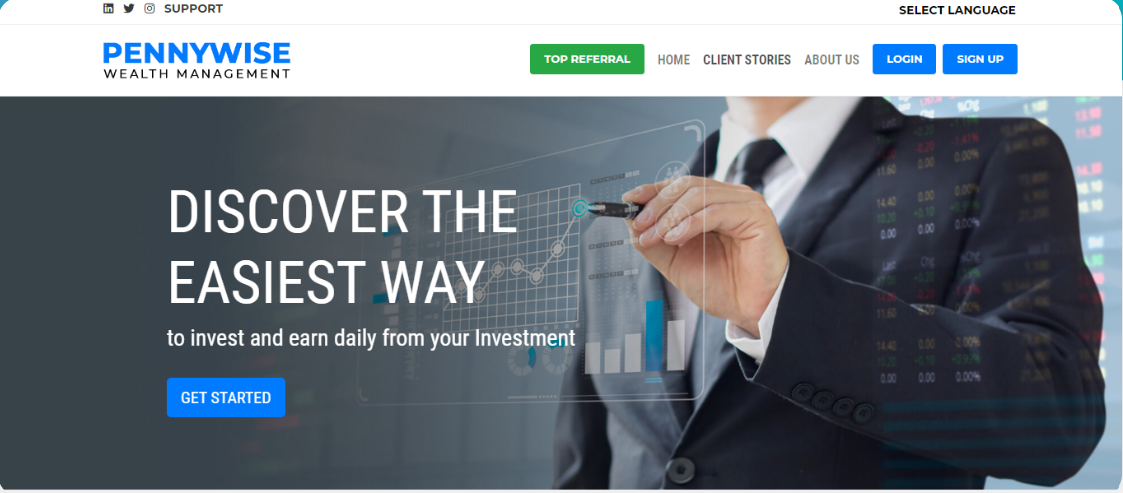 SUPPORT
SELECT LANGUAGE
PENNYWISE
WEALTH MANAGEMENT
TOP REFERRAL
HOME
CLIENT STORIES
ABOUT US
LOGIN
SIGN UP
DISCOVER THE
EASIEST WAY
to invest and earn daily from your Investment
GET STARTED